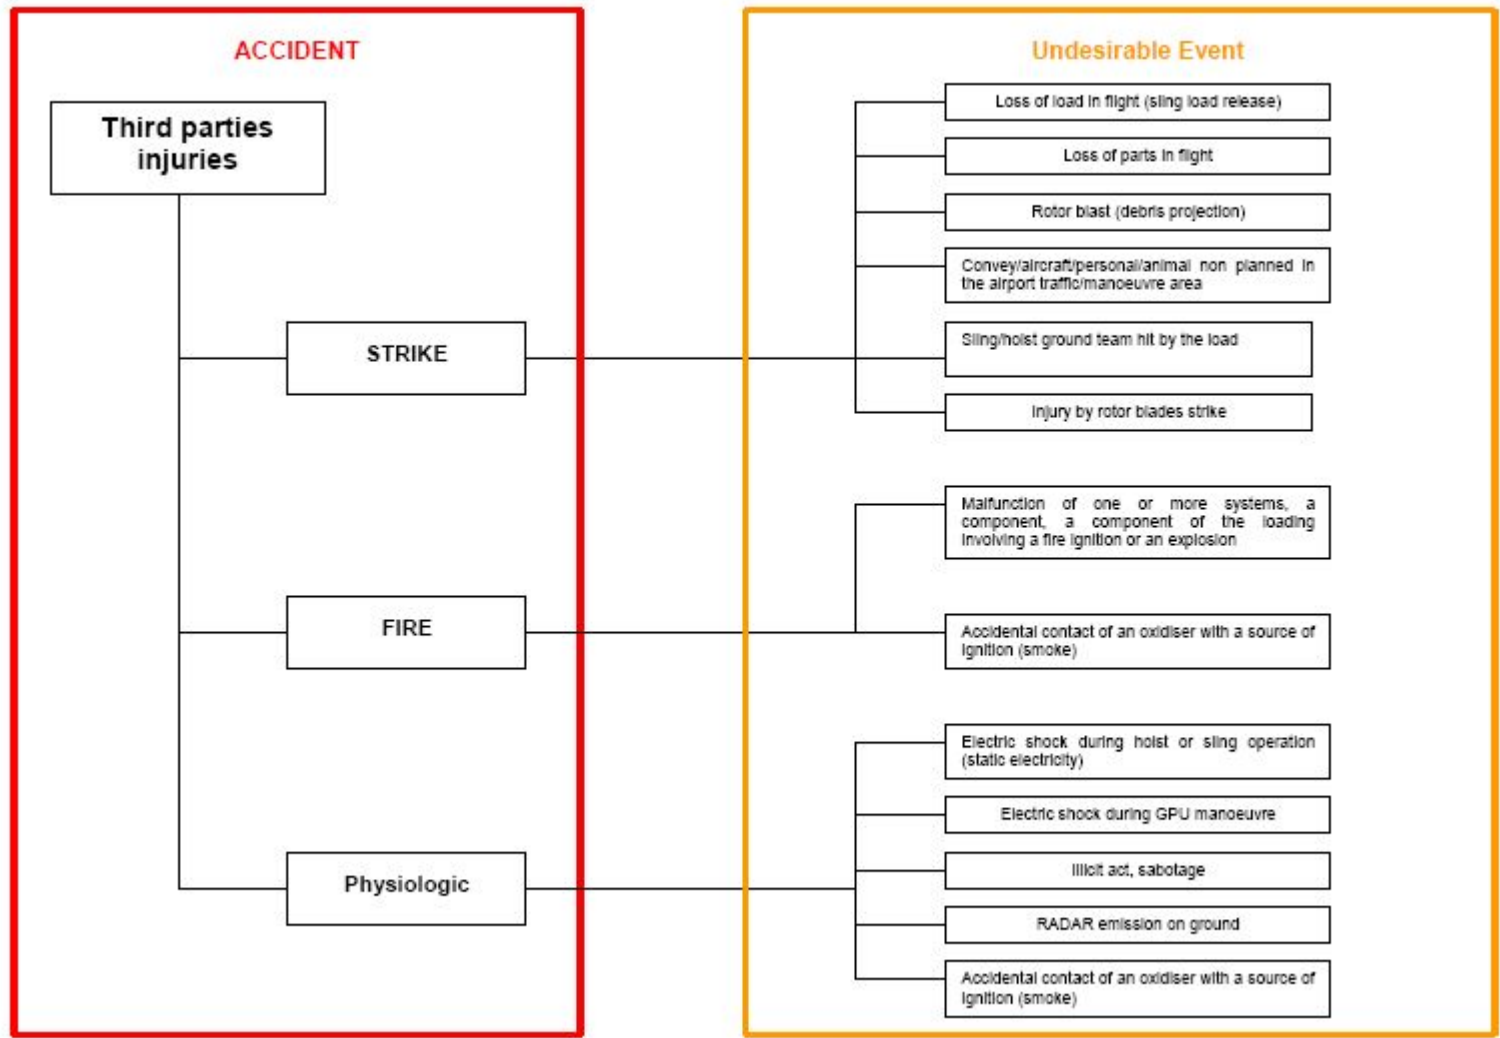 ACCIDENT
Third parties
injuries
STRIKE
FIRE
Physiologic
Undesirable Event
Loss of load in flight (sling load release)
Loss of parts in flight
Rotor blast (debris projection)
Convey/aircraft/personal/animal non planned in
the airport traffic/manoeuvre area
Sling/hoist ground team hit by the load
Injury by rotor blades strike
Malfunction of one or more systems, a
component, a component of the loading
involving a fire ignition or an explosion
Accidental contact of an oxidiser with a source of
ignition (smoke)
Electric shock during hoist or sling operation
(static electricity)
Electric shock during GPU manoeuvre
Illicit act, sabotage
RADAR emission on ground
Accidental contact of an oxidiser with a source of
ignition (smoke)